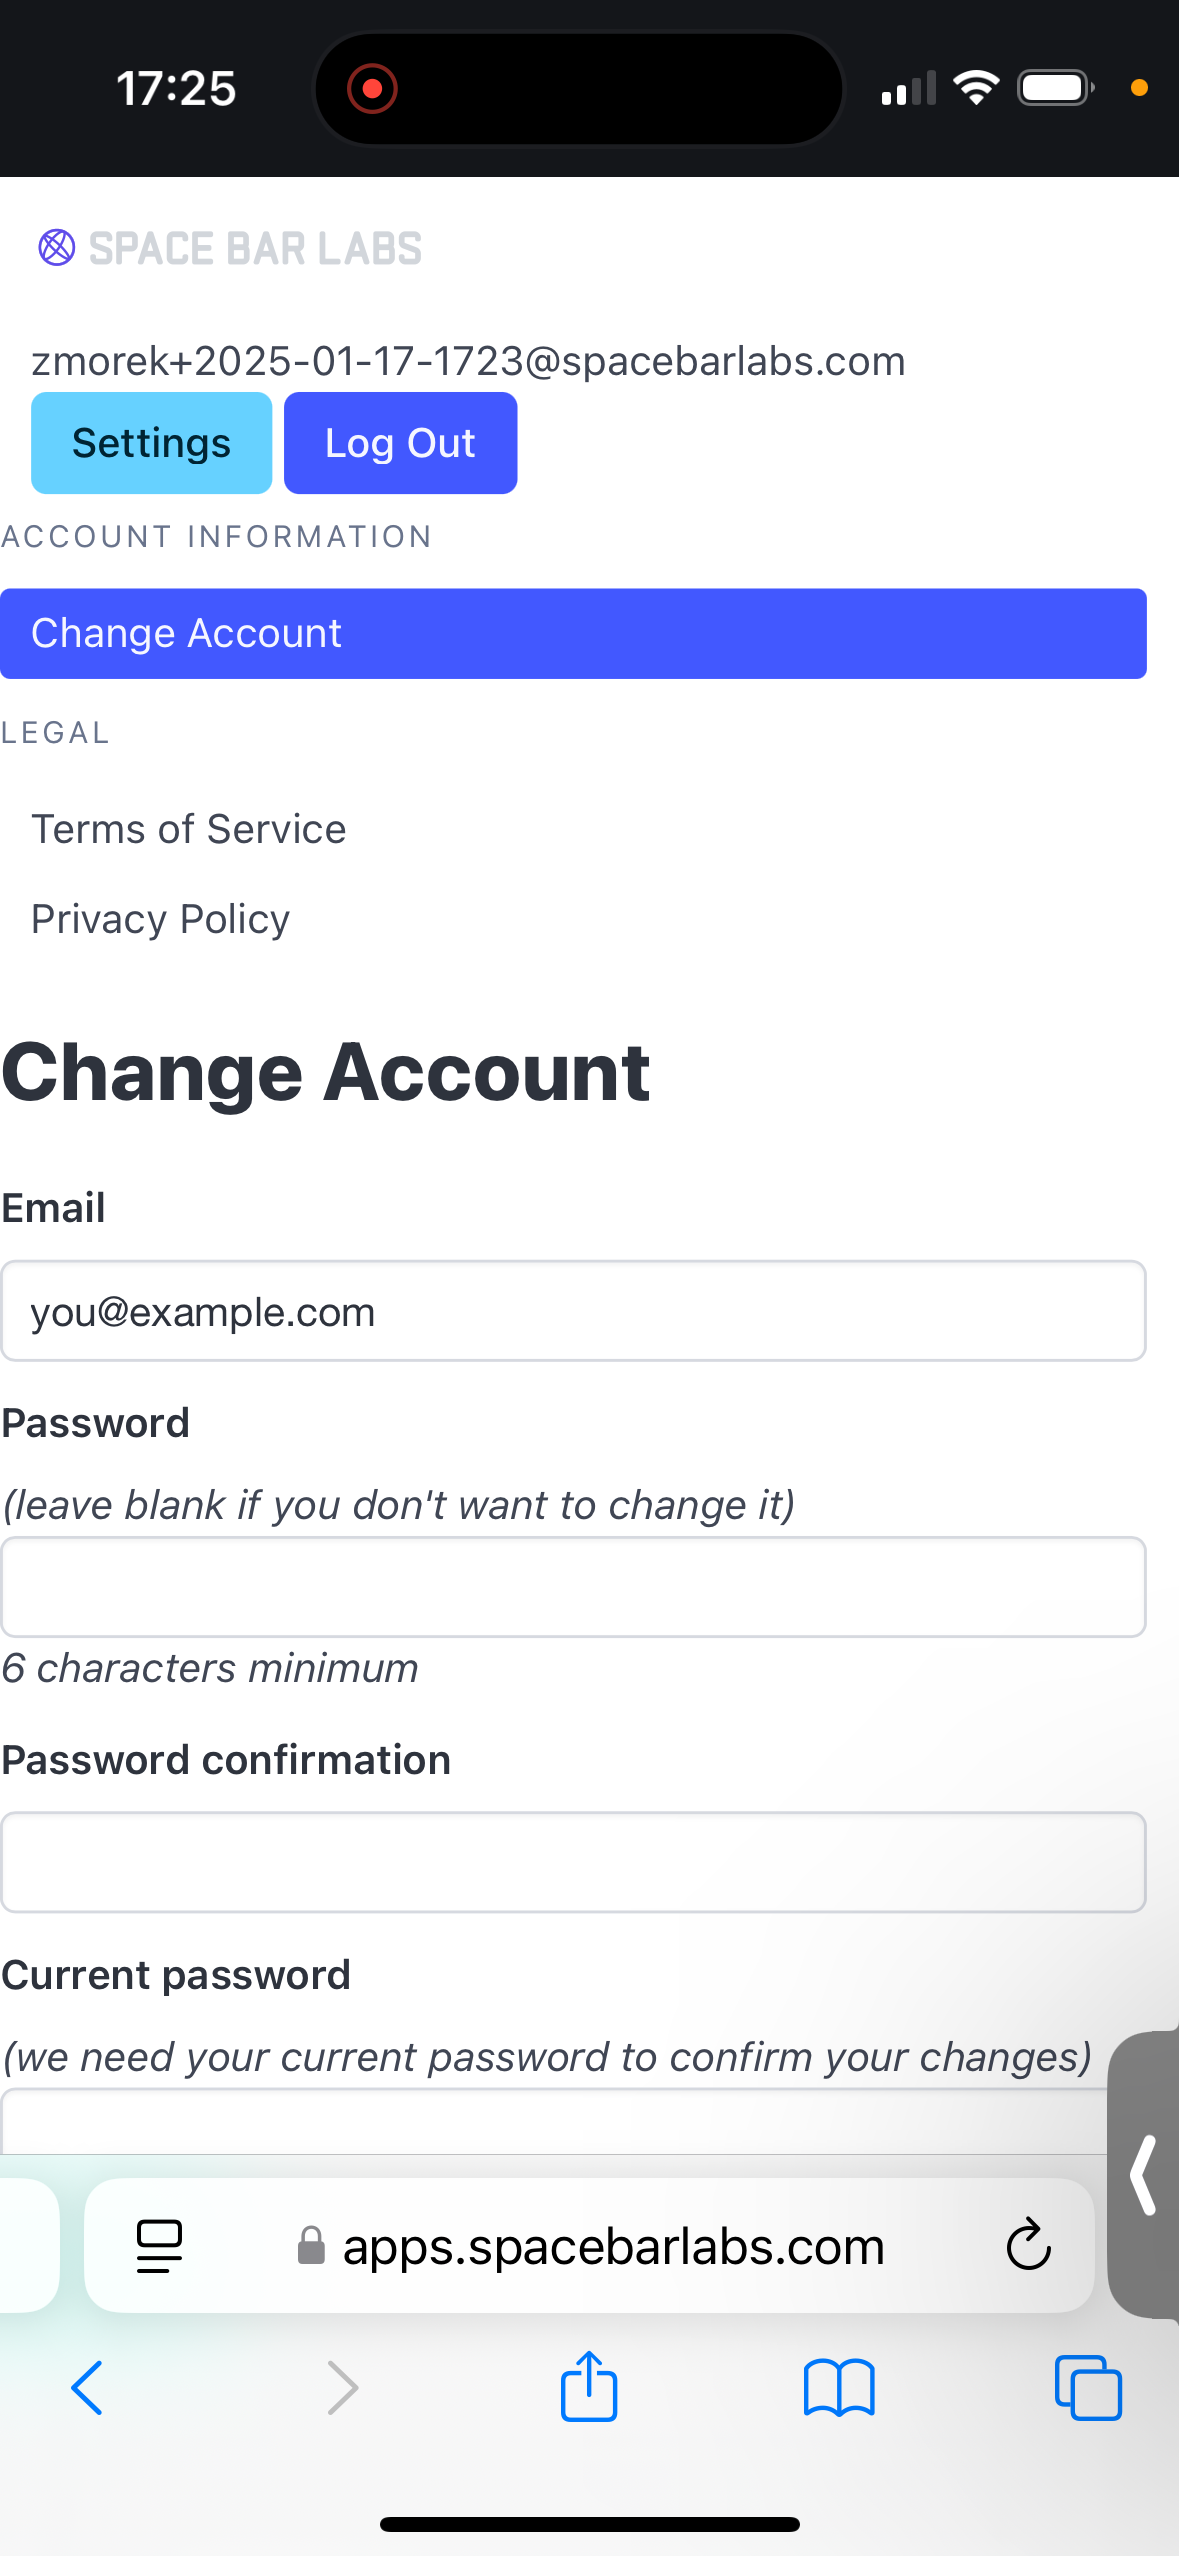 17:25
SPACE BAR LABS
zmorek+2025-01-17-1723@spacebarlabs.com
Settings Log Out
ACCOUNT INFORMATION
Change Account
LEGAL
Terms of Service
Privacy Policy
Change Account
Email
you@example.com
Password
(leave blank if you don't want to change it)
6 characters minimum
Password confirmation
Current password
(we need your current password to confirm your changes)
apps.spacebarlabs.com